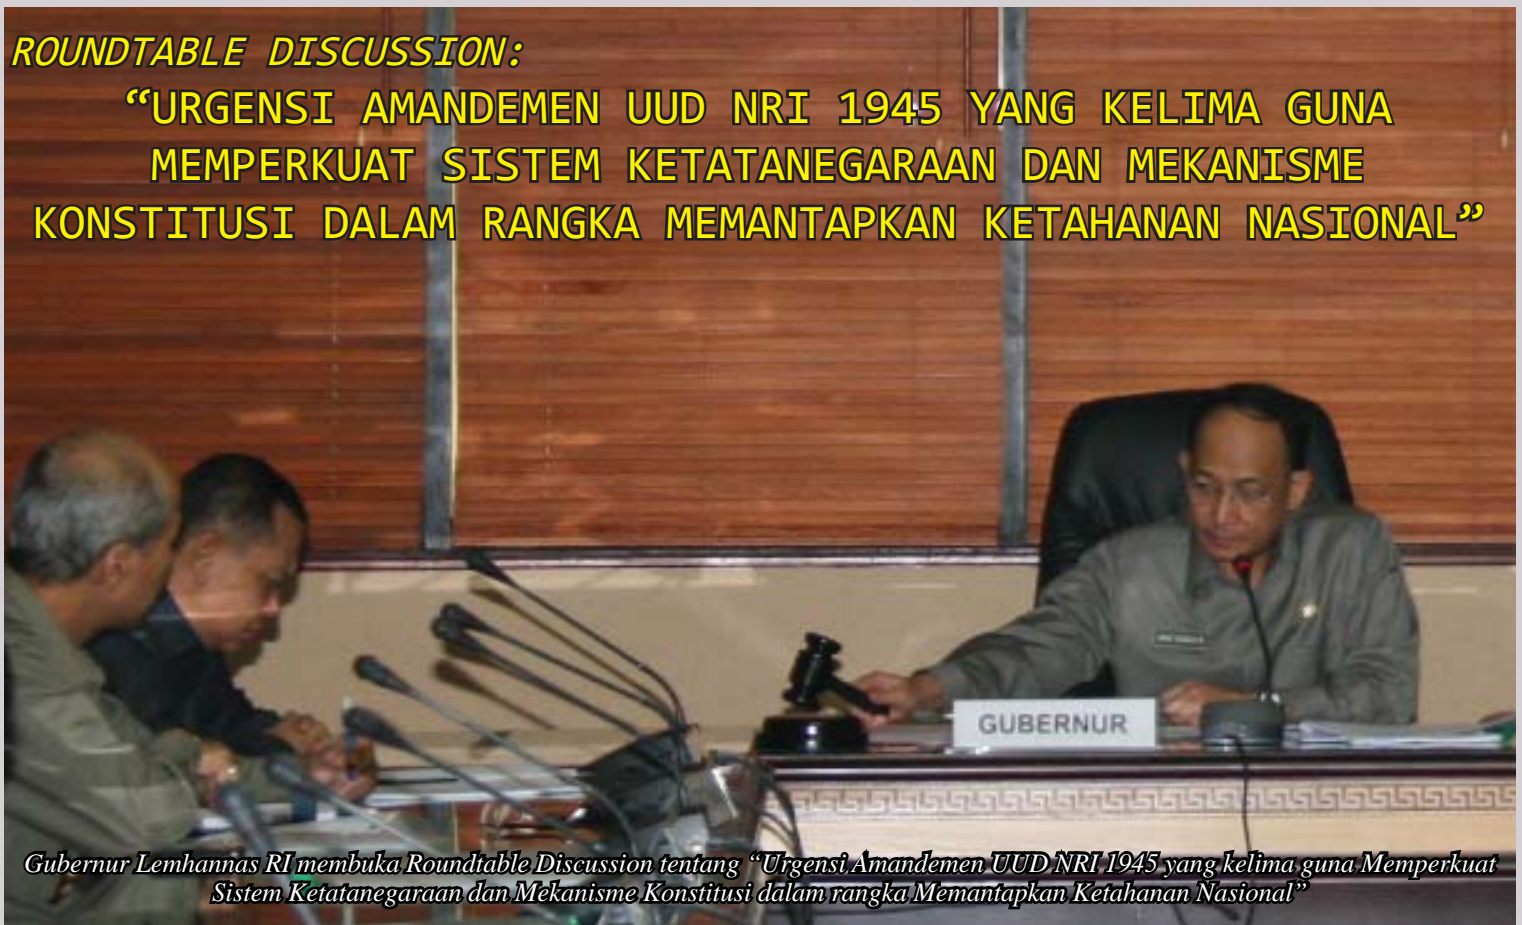 ROUNDTABLE DISCUSSION:
“URGENSI AMANDEMEN UUD NRI 1945 YANG KELIMA GUNA
MEMPERKUAT SISTEM KETATANEGARAAN DAN MEKANISME
KONSTITUSI DALAM RANGKA MEMANTAPKAN KETAHANAN NASIONAL”
GUBERNUR
Gubernur Lemhannas RI membuka Roundtable Discussion tentang “Urgensi Amandemen UUD NRI 1945 yang kelima guna Memperkuat
Sistem Ketatanegaraan dan Mekanisme Konstitusi dalam rangka Memantapkan Ketahanan Nasional”